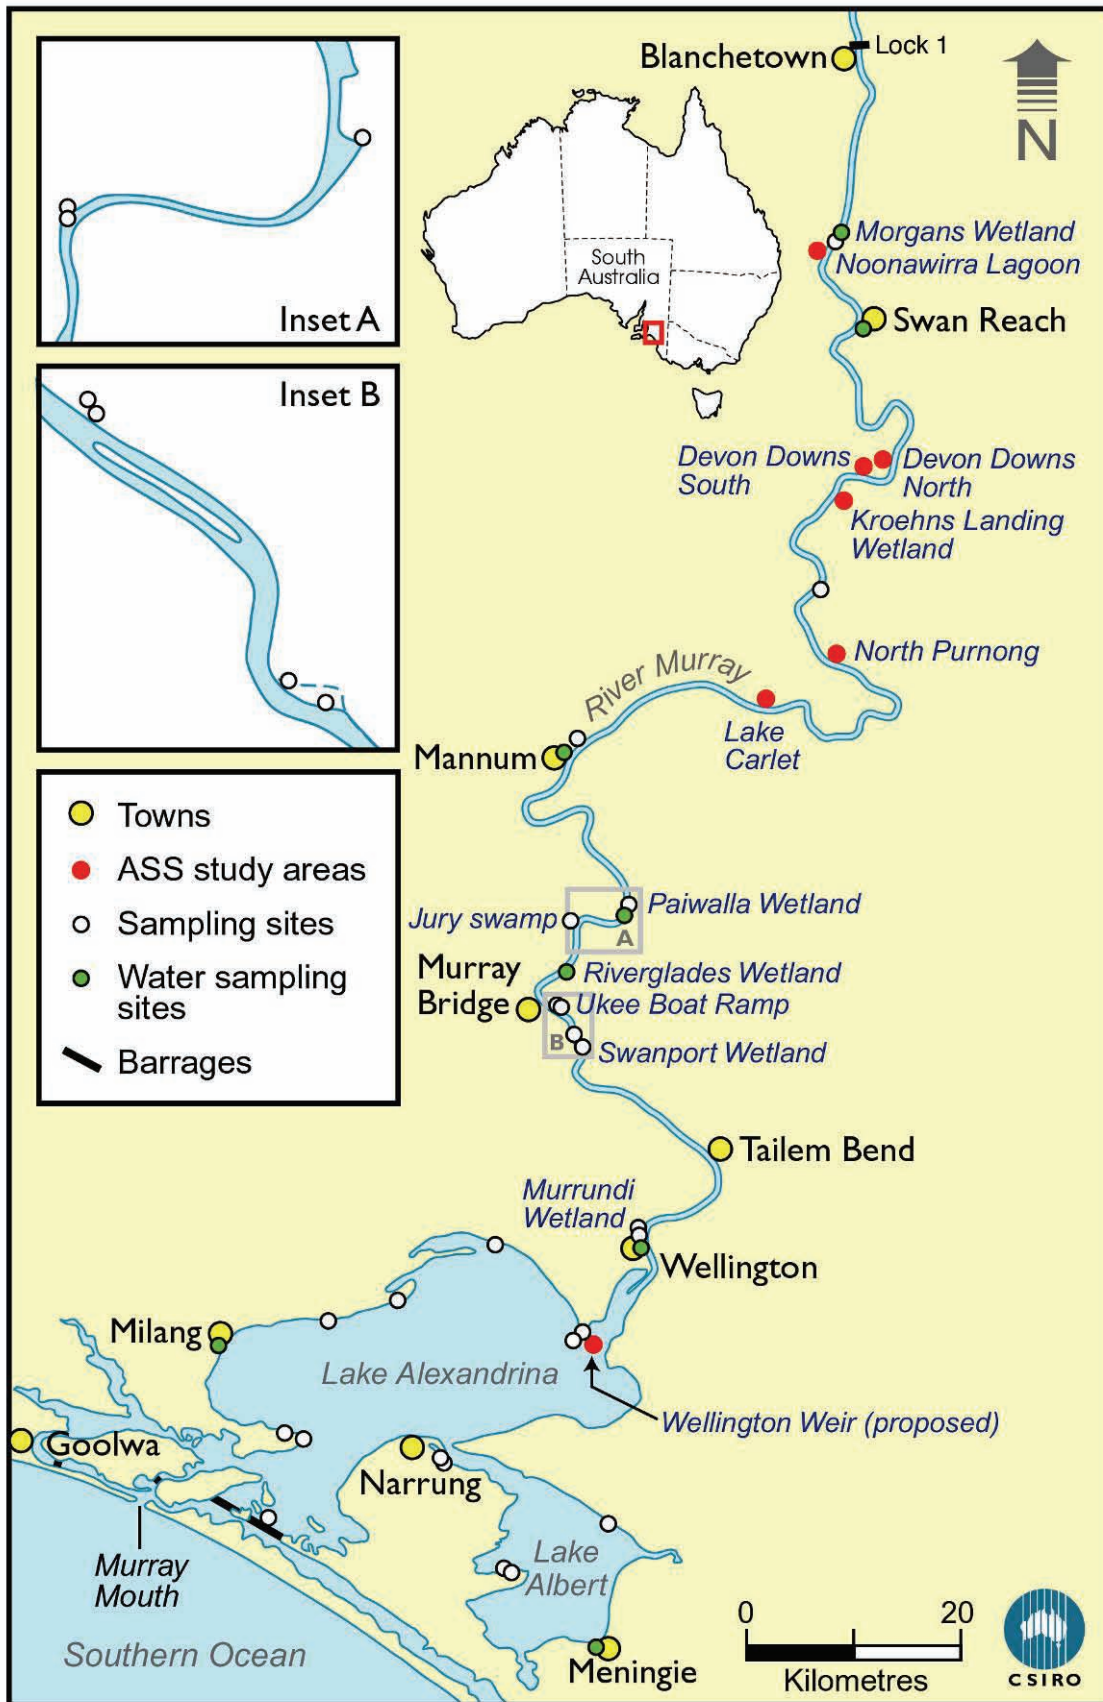 Blanchetown
Lock 1
N
Inset A
South
Australia
Morgans Wetland
Noonawirra Lagoon
Swan Reach
Inset B
Devon Downs
South
Devon Downs
North
Kroehns Landing
Wetland
North Purnong
River Murray
Lake
Carlet
Mannum
Towns
ASS study areas
Sampling sites
Water sampling
sites
Barrages
Paiwalla Wetland
Jury swamp
A
Murray
Bridge
Riverglades Wetland
Ukee Boat Ramp
B
Swanport Wetland
Tailem Bend
Murrundi
Wetland
Wellington
Milang
Lake Alexandrina
Wellington Weir (proposed)
Goolwa
Narrung
Murray
Mouth
Lake
Albert
Southern Ocean
Meningie
0
20
Kilometres
CSIRO